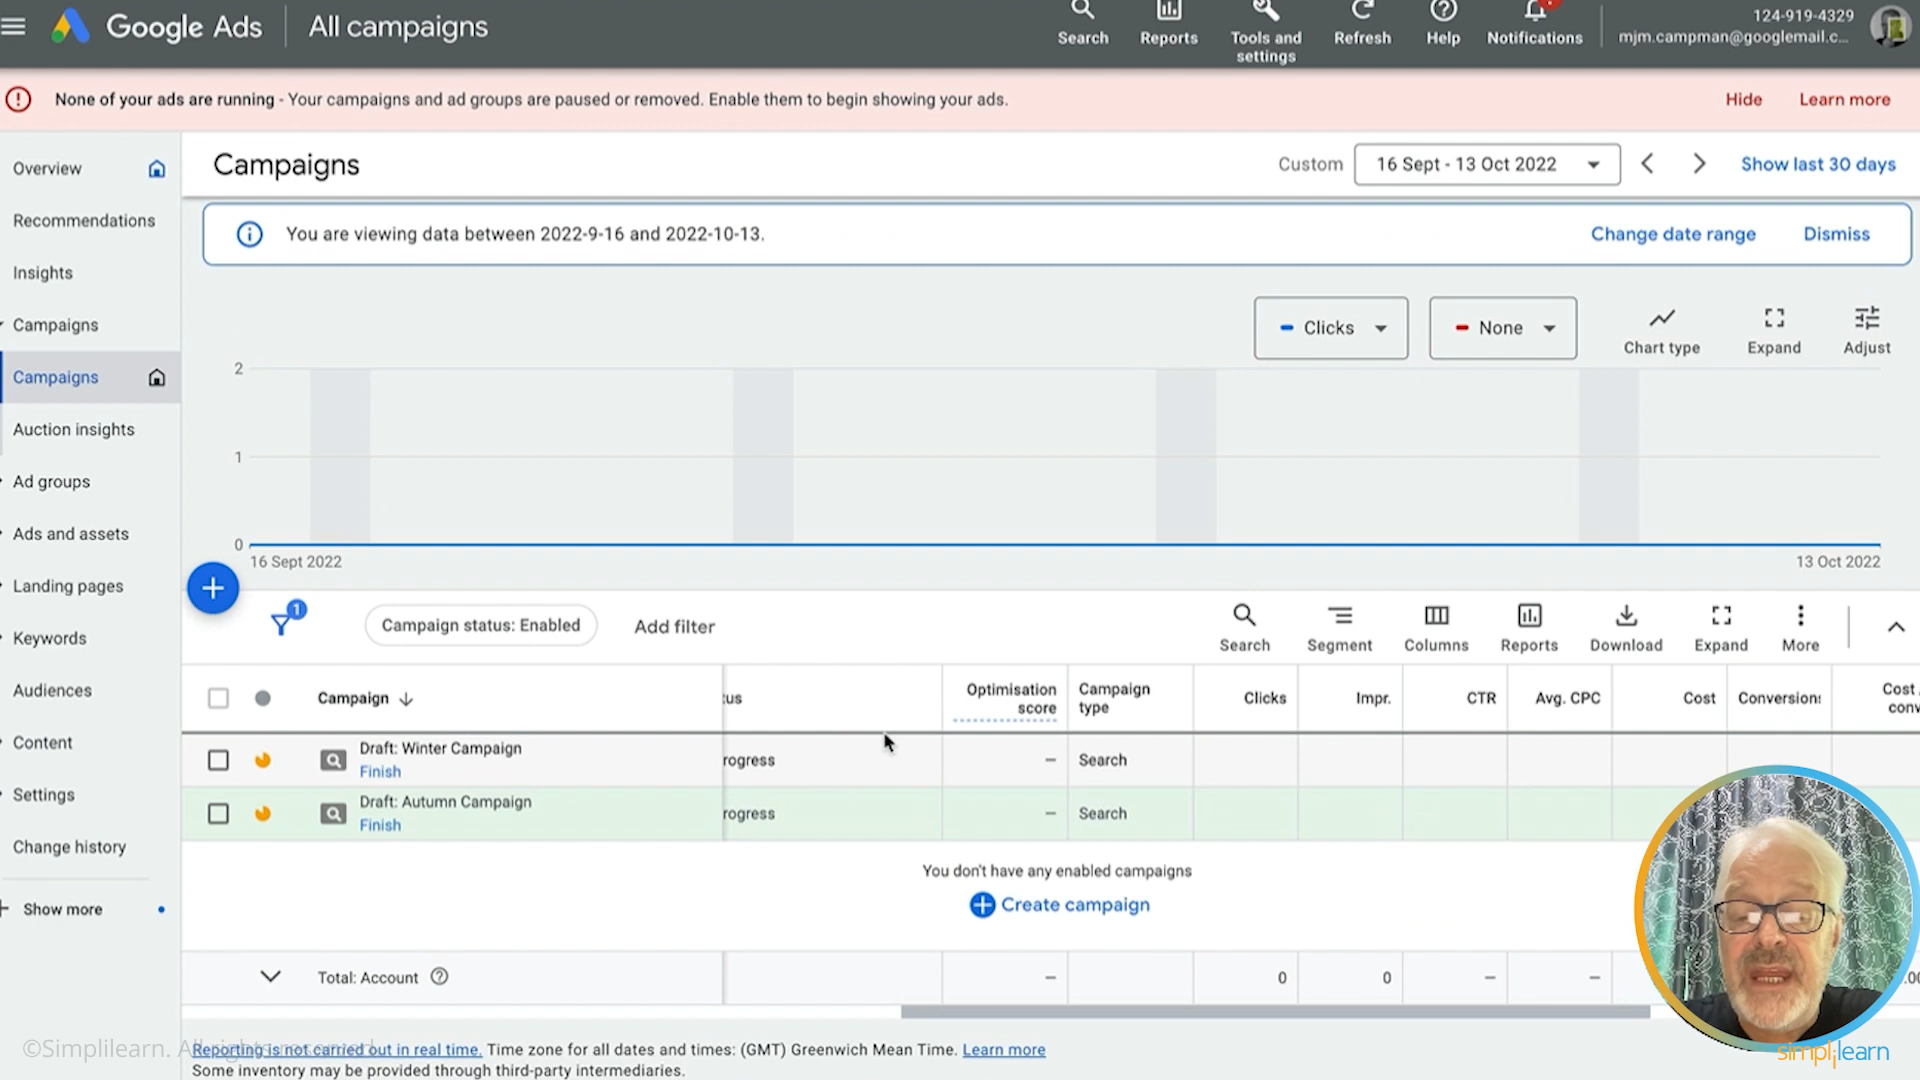 Google Ads
All campaigns
Search
Reports
Tools and settings
Refresh
Help
Notifications
124-919-4329
mjm.campman@googlemail.c...
None of your ads are running - Your campaigns and ad groups are paused or removed. Enable them to begin showing your ads.
Hide
Learn more
Overview
Recommendations
Insights
Campaigns
Campaigns
Auction insights
Ad groups
Ads and assets
Landing pages
Keywords
Audiences
Content
Settings
Change history
Show more
Campaigns
Custom
16 Sept - 13 Oct 2022
Show last 30 days
You are viewing data between 2022-9-16 and 2022-10-13.
Change date range
Dismiss
Clicks
None
Chart type
Expand
Adjust
2
1
0
16 Sept 2022
13 Oct 2022
1
Campaign status: Enabled
Add filter
Search
Segment
Columns
Reports
Download
Expand
More
Campaign
:us
Optimisation score
Campaign type
Clicks
Impr.
CTR
Avg. CPC
Cost
Conversions
Cost / conv
Draft: Winter Campaign
Finish
rogress
–
Search
Draft: Autumn Campaign
Finish
rogress
–
Search
You don't have any enabled campaigns
Create campaign
Total: Account
–
0
0
–
–
.00
Reporting is not carried out in real time. Time zone for all dates and times: (GMT) Greenwich Mean Time. Learn more
Some inventory may be provided through third-party intermediaries.
©Simplilearn. All rights reserved
simplilearn